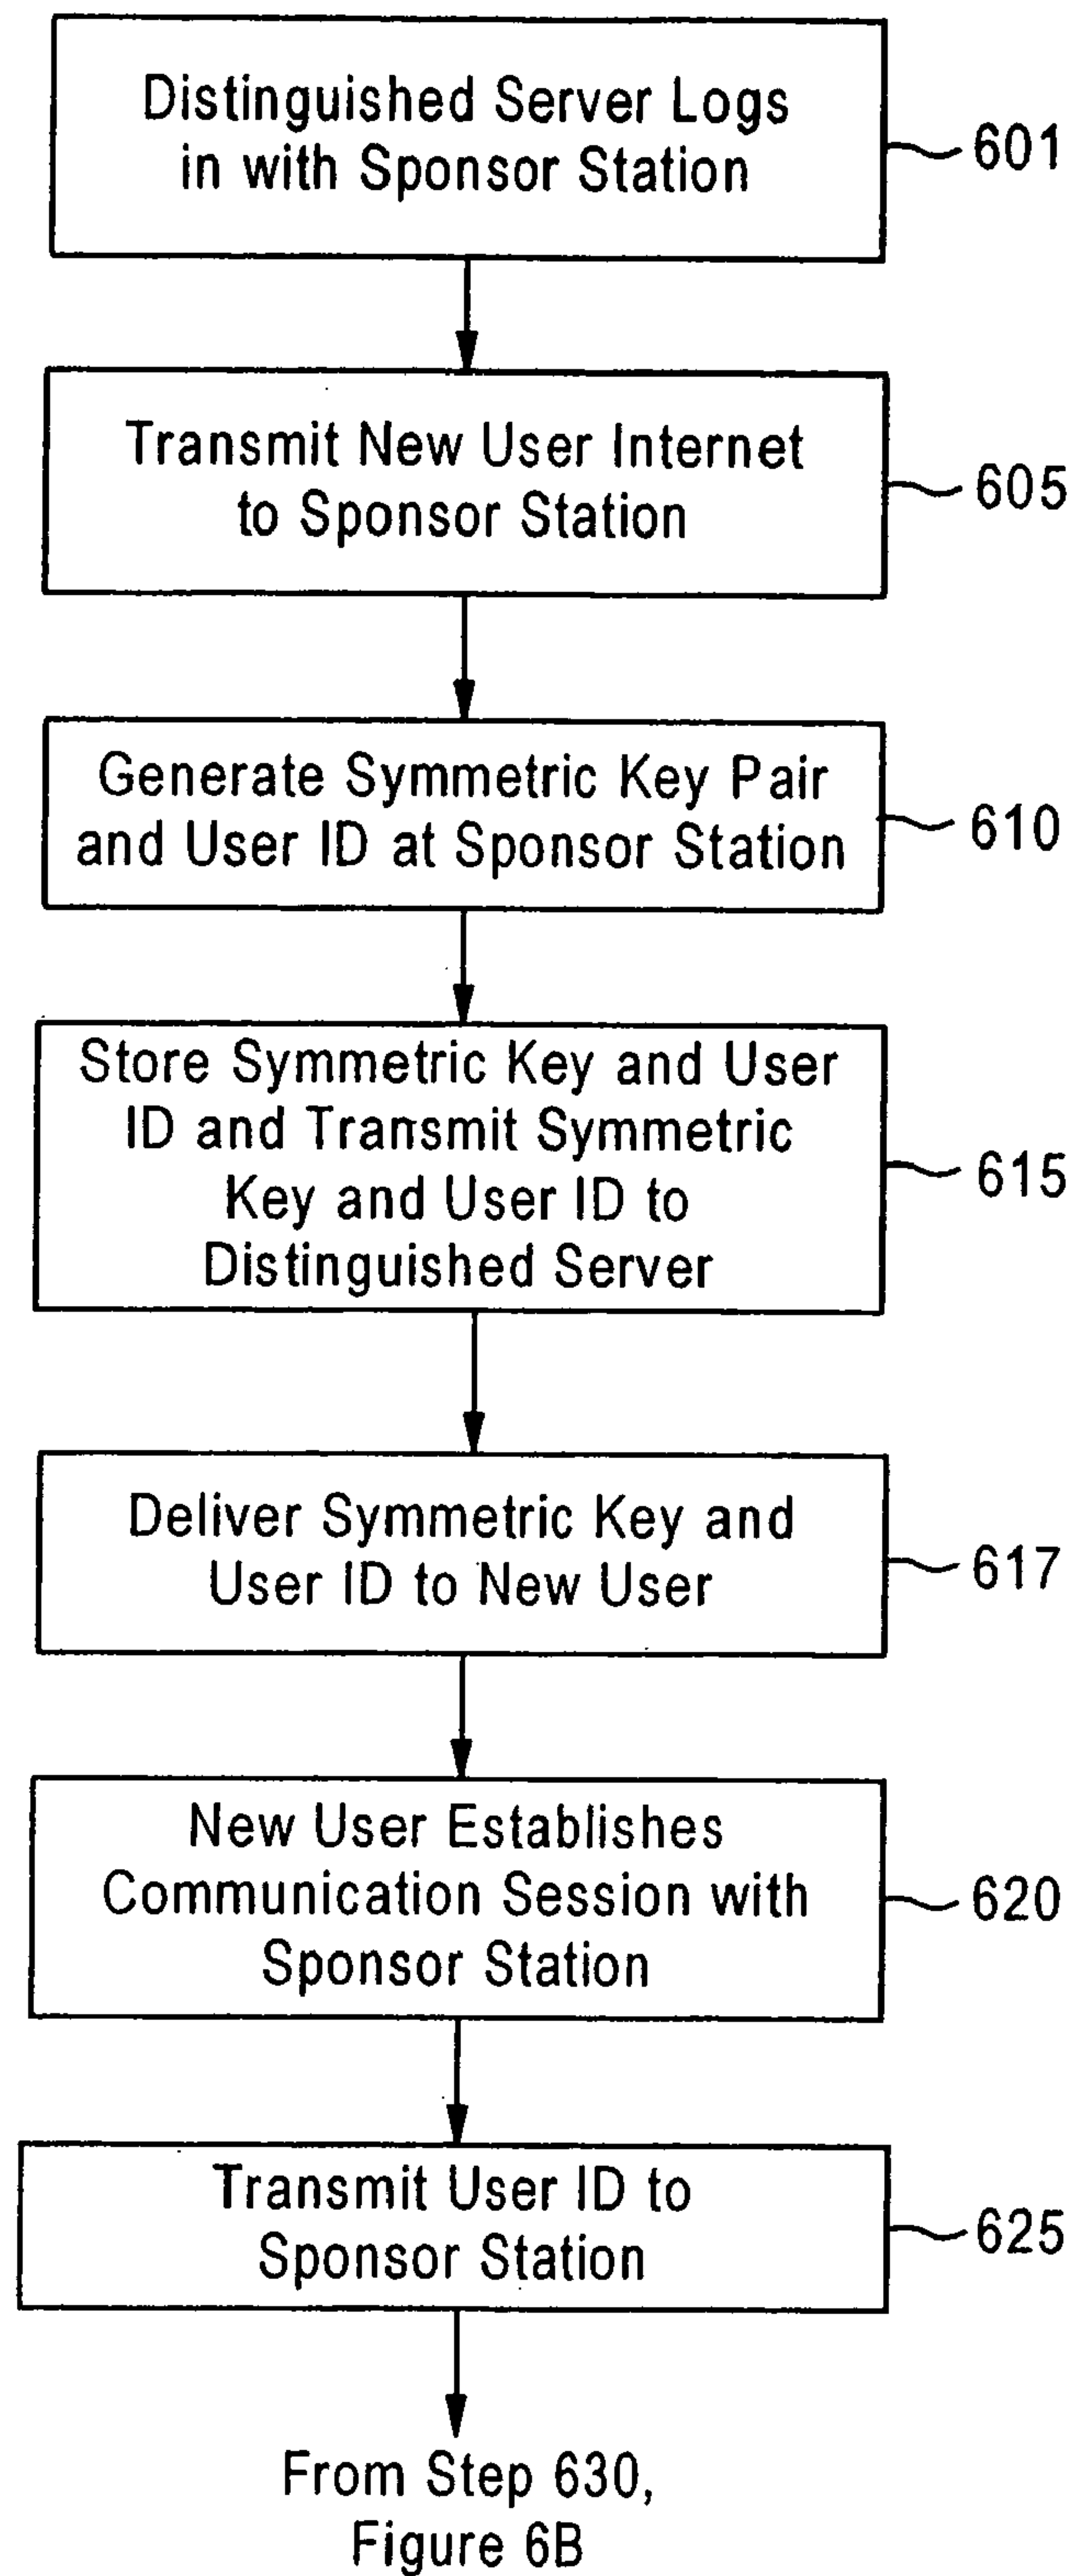 Distinguished Server Logs
in with Sponsor Station
601
Transmit New User Internet
to Sponsor Station
605
Generate Symmetric Key Pair
and User ID at Sponsor Station
610
Store Symmetric Key and User
ID and Transmit Symmetric
Key and User ID to
Distinguished Server
615
Deliver Symmetric Key and
User ID to New User
617
New User Establishes
Communication Session with
Sponsor Station
620
Transmit User ID to
Sponsor Station
625
From Step 630,
Figure 6B